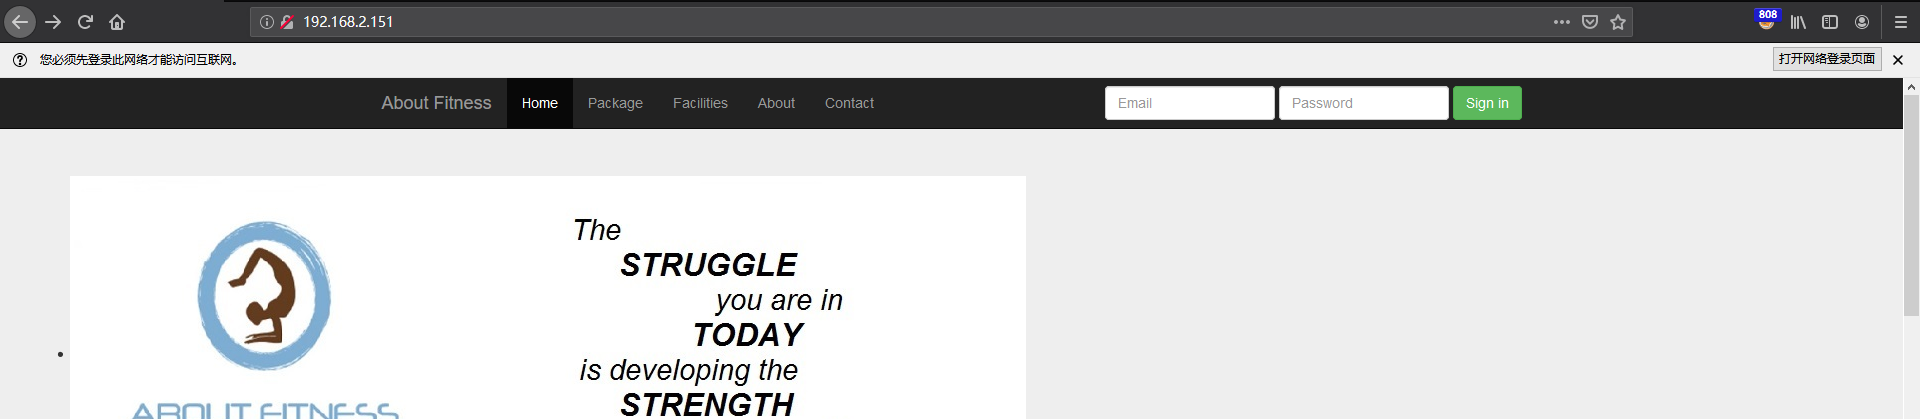 192.168.2.151
808
您必须先登录此网络才能访问互联网。
打开网络登录页面
About Fitness Home Package Facilities About Contact Email Password Sign in
The
STRUGGLE
you are in
TODAY
is developing the
STRENGTH
ABOUT FITNESS